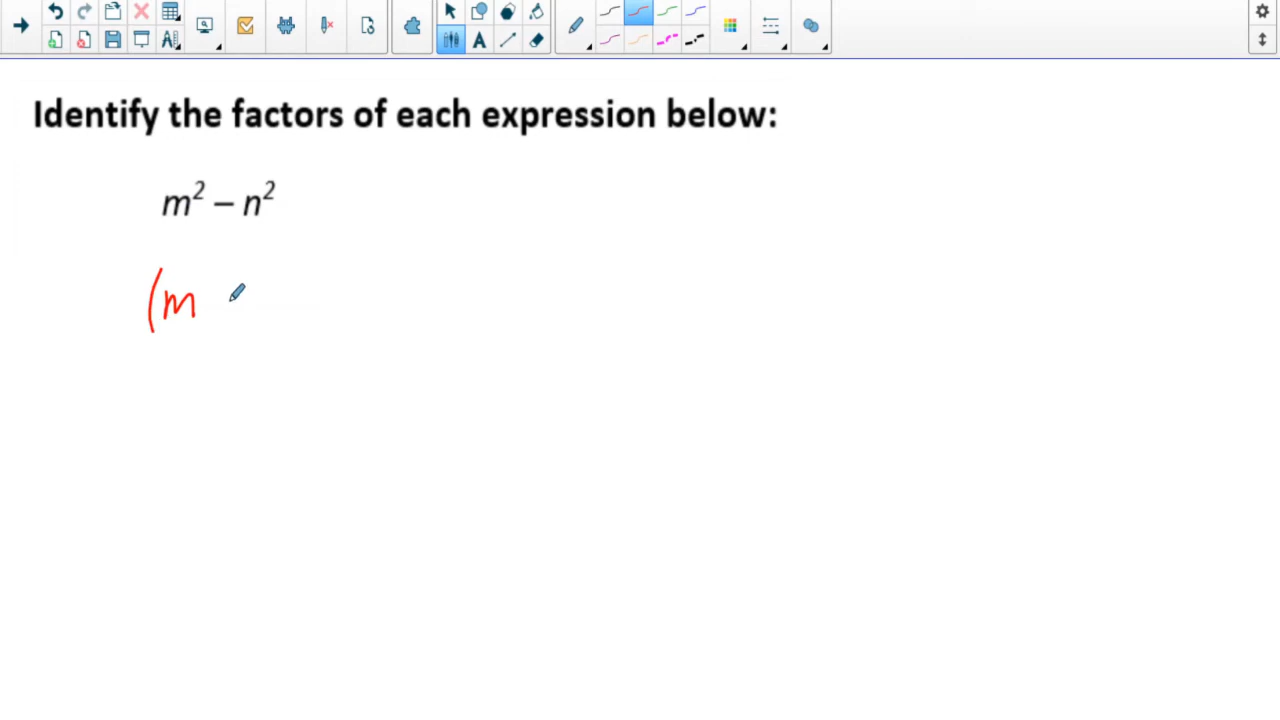 Identify the factors of each expression below:
m² – n²
(m